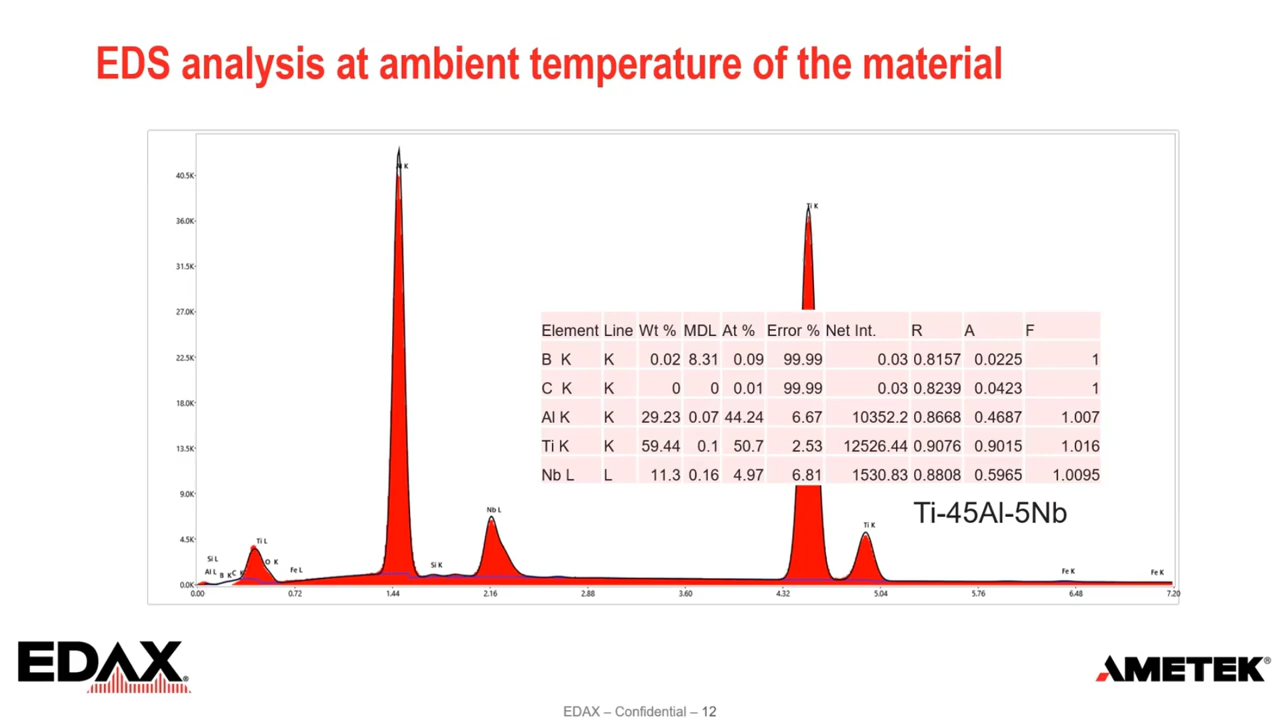 EDS analysis at ambient temperature of the material
40.5K
36.0K
31.5K
27.0K
22.5K
18.0K
13.5K
9.0K
4.5K
0.0K
K
Ti K
Nb L
Ti K
Ti L
O K
Si L
Al L
B K
C K
Fe L
Si K
Fe K
Fe K
0.00 0.72 1.44 2.16 2.88 3.60 4.32 5.04 5.76 6.48 7.20
Element Line Wt % MDL At % Error % Net Int. R A F
B K K 0.02 8.31 0.09 99.99 0.03 0.8157 0.0225 1
C K K 0 0 0.01 99.99 0.03 0.8239 0.0423 1
Al K K 29.23 0.07 44.24 6.67 10352.2 0.8668 0.4687 1.007
Ti K K 59.44 0.1 50.7 2.53 12526.44 0.9076 0.9015 1.016
Nb L L 11.3 0.16 4.97 6.81 1530.83 0.8808 0.5965 1.0095
Ti-45Al-5Nb
EDAX®
AMETEK®
EDAX – Confidential – 12